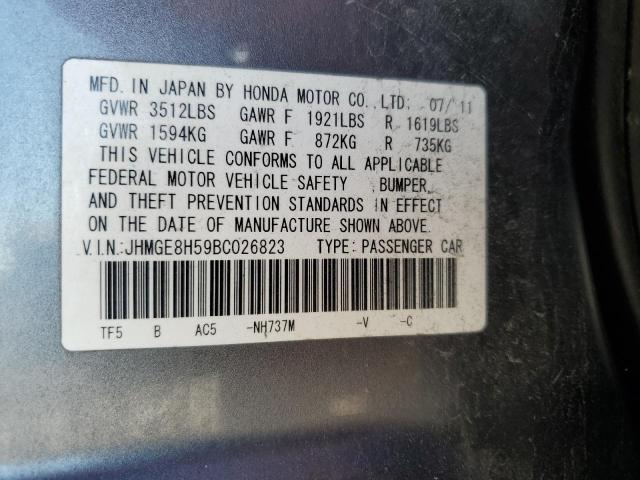 MFD. IN JAPAN BY HONDA MOTOR CO., LTD. 07/ 11
GVWR 3512LBS GAWR F 1921LBS R 1619LBS
GVWR 1594KG GAWR F 872KG R 735KG
THIS VEHICLE CONFORMS TO ALL APPLICABLE
FEDERAL MOTOR VEHICLE SAFETY , BUMPER,
AND THEFT PREVENTION STANDARDS IN EFFECT
ON THE DATE OF MANUFACTURE SHOWN ABOVE.
V.I.N.:JHMGE8H59BC026823 TYPE: PASSENGER CAR
TF5 B AC5 -NH737M -V -C